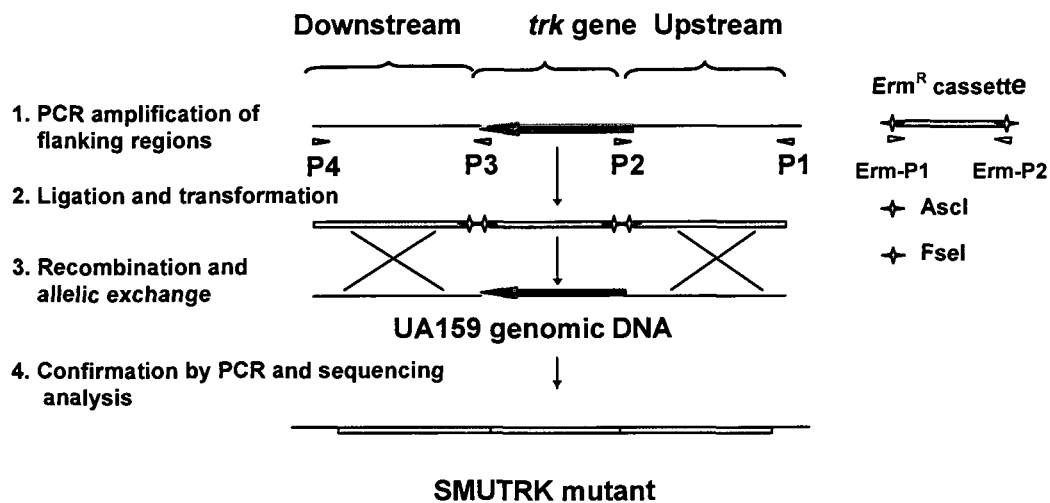 Downstream trk gene Upstream
Erm^R cassette
1. PCR amplification of
flanking regions
P4 P3 P2 P1
Erm-P1 Erm-P2
2. Ligation and transformation
AscI
FseI
3. Recombination and
allelic exchange
UA159 genomic DNA
4. Confirmation by PCR and sequencing
analysis
SMUTRK mutant